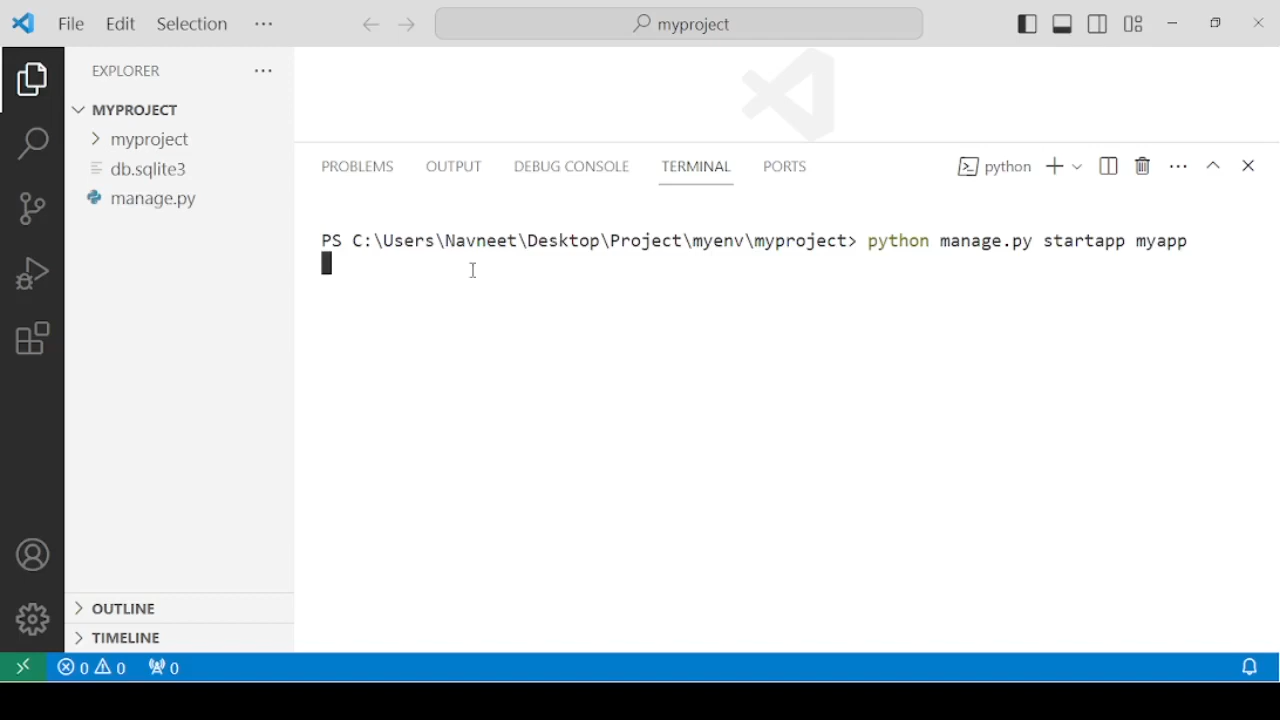 File Edit Selection ··· myproject
EXPLORER ···
MYPROJECT
myproject
db.sqlite3
manage.py
OUTLINE
TIMELINE
PROBLEMS OUTPUT DEBUG CONSOLE TERMINAL PORTS python ···
PS C:\Users\Navneet\Desktop\Project\myenv\myproject> python manage.py startapp myapp
0 0 0